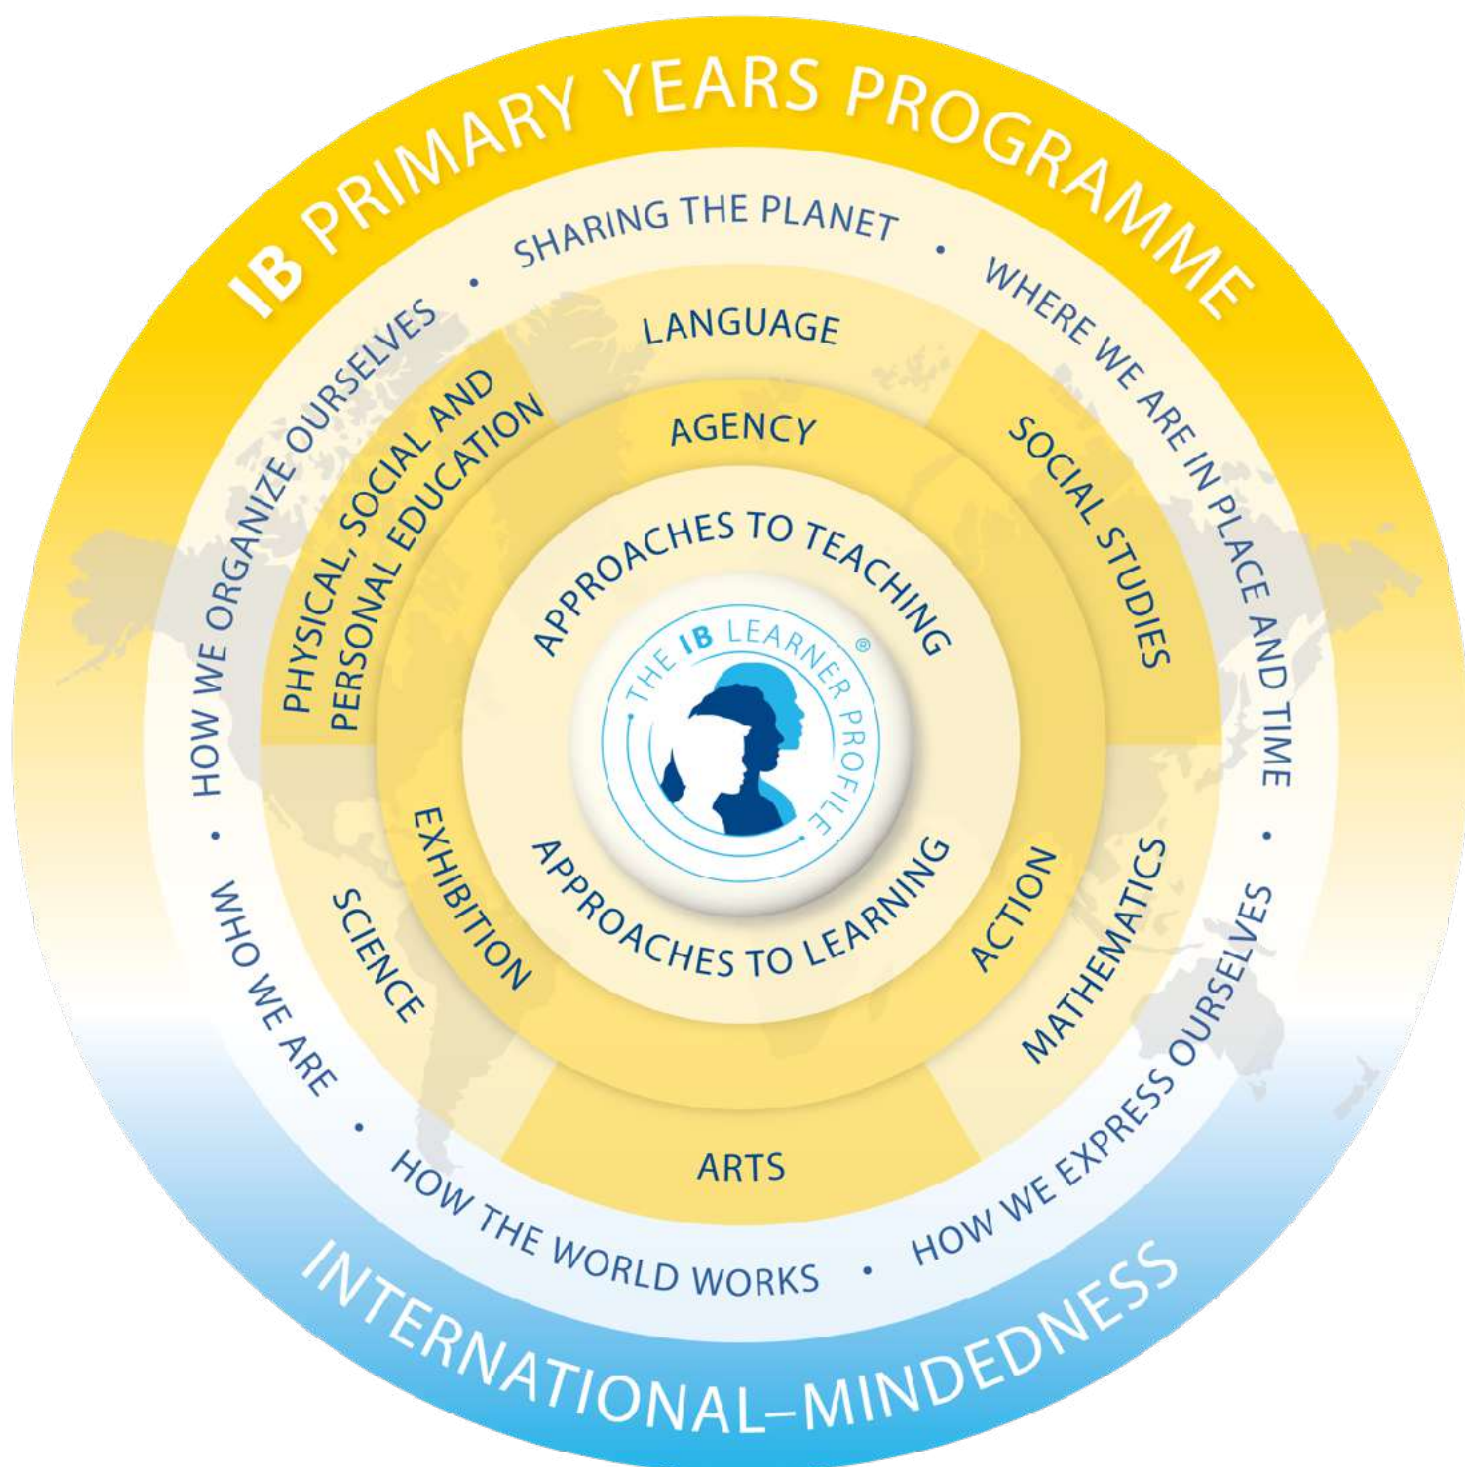 IB PRIMARY YEARS PROGRAMME
SHARING THE PLANET
•
WHERE WE ARE IN PLACE AND TIME
•
HOW WE EXPRESS OURSELVES
•
HOW THE WORLD WORKS
•
WHO WE ARE
•
HOW WE ORGANIZE OURSELVES
•
LANGUAGE
SOCIAL STUDIES
MATHEMATICS
ARTS
SCIENCE
PHYSICAL, SOCIAL AND
PERSONAL EDUCATION
AGENCY
ACTION
EXHIBITION
APPROACHES TO TEACHING
THE IB LEARNER PROFILE
®
APPROACHES TO LEARNING
INTERNATIONAL–MINDEDNESS